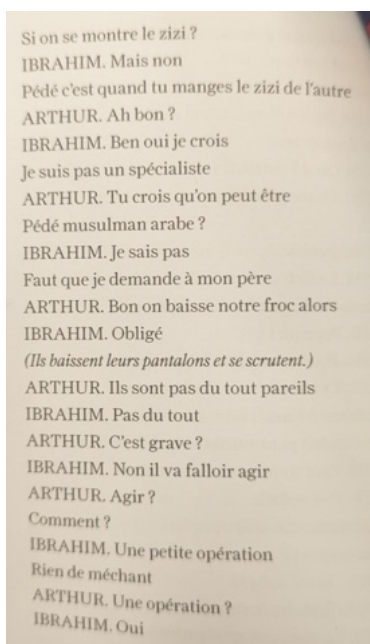 Si on se montre le zizi ?
IBRAHIM. Mais non
Pédé c'est quand tu manges le zizi de l'autre
ARTHUR. Ah bon ?
IBRAHIM. Ben oui je crois
Je suis pas un spécialiste
ARTHUR. Tu crois qu'on peut être
Pédé musulman arabe ?
IBRAHIM. Je sais pas
Faut que je demande à mon père
ARTHUR. Bon on baisse notre froc alors
IBRAHIM. Obligé
(Ils baissent leurs pantalons et se scrutent.)
ARTHUR. Ils sont pas du tout pareils
IBRAHIM. Pas du tout
ARTHUR. C'est grave ?
IBRAHIM. Non il va falloir agir
ARTHUR. Agir ?
Comment ?
IBRAHIM. Une petite opération
Rien de méchant
ARTHUR. Une opération ?
IBRAHIM. Oui